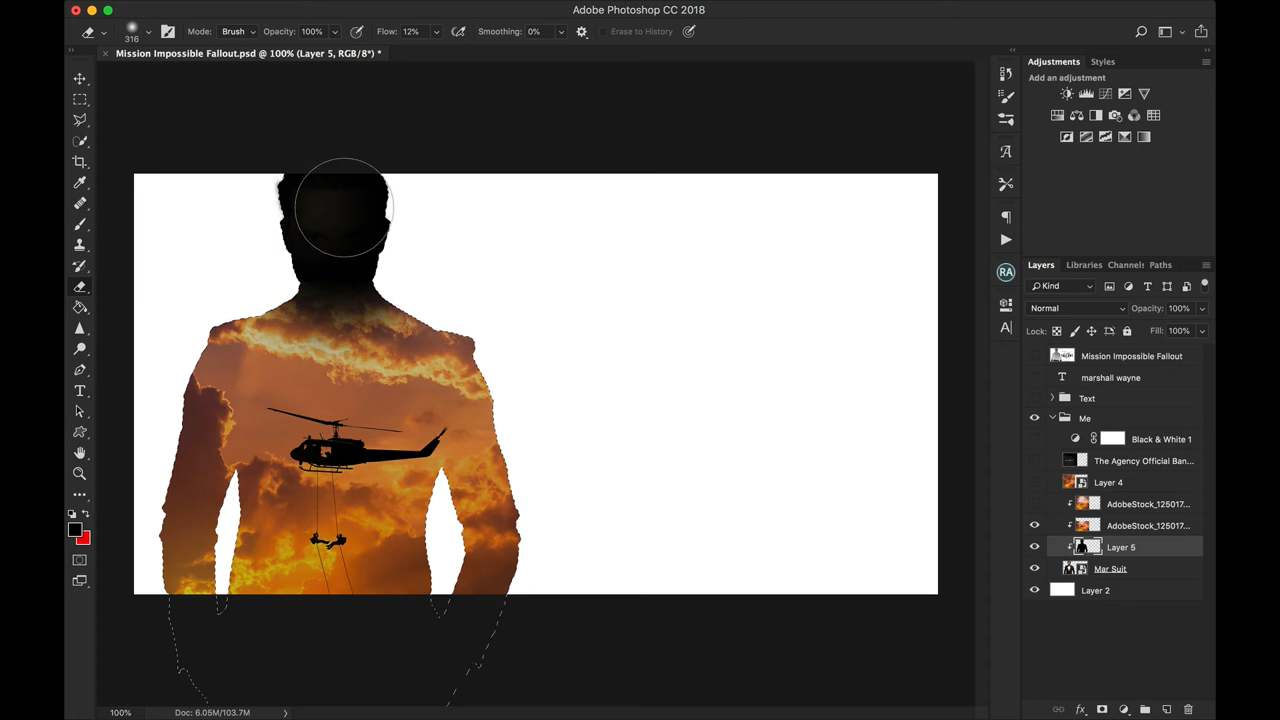 Adobe Photoshop CC 2018
316 Mode: Brush Opacity: 100% Flow: 12% Smoothing: 0% Erase to History
× Mission Impossible Fallout.psd @ 100% (Layer 5, RGB/8*) *
Adjustments Styles
Add an adjustment
RA
Layers Libraries Channels Paths
Kind
Normal Opacity: 100%
Lock: Fill: 100%
Mission Impossible Fallout
T marshall wayne
Text
Me
Black & White 1
The Agency Official Ban...
Layer 4
AdobeStock_125017...
AdobeStock_125017...
Layer 5
Mar Suit
Layer 2
100% Doc: 6.05M/103.7M